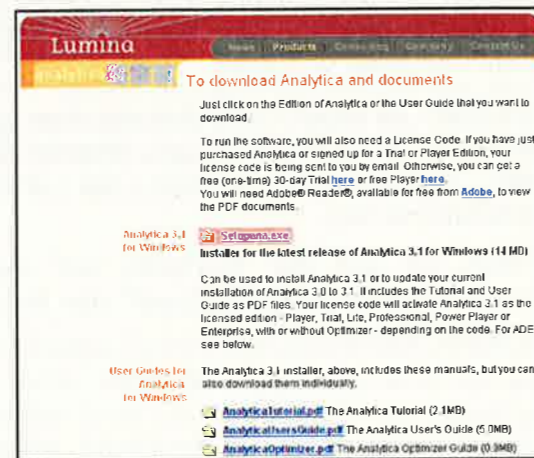 Lumina
News Products Consulting Company Contact Us
To download Analytica and documents
Just click on the Edition of Analytica or the User Guide that you want to
download.
To run the software, you will also need a License Code. If you have just
purchased Analytica or signed up for a Trial or Player Edition, your
license code is being sent to you by email. Otherwise, you can get a
free (one-time) 30-day Trial here or free Player here.
You will need Adobe® Reader®, available for free from Adobe, to view
the PDF documents.
Analytica 3.1
for Windows
Setupana.exe
Installer for the latest release of Analytica 3.1 for Windows (14 MB)
Can be used to install Analytica 3.1 or to update your current
installation of Analytica 3.0 to 3.1. It includes the Tutorial and User
Guide as PDF files. Your license code will activate Analytica 3.1 as the
licensed edition - Player, Trial, Lite, Professional, Power Player or
Enterprise, with or without Optimizer - depending on the code. For ADE
see below.
User Guides for
Analytica
for Windows
The Analytica 3.1 installer, above, includes these manuals, but you can
also download them individually.
AnalyticaTutorial.pdf The Analytica Tutorial (2.1MB)
AnalyticaUsersGuide.pdf The Analytica User's Guide (5.0MB)
AnalyticaOptimizer.pdf The Analytica Optimizer Guide (0.9MB)